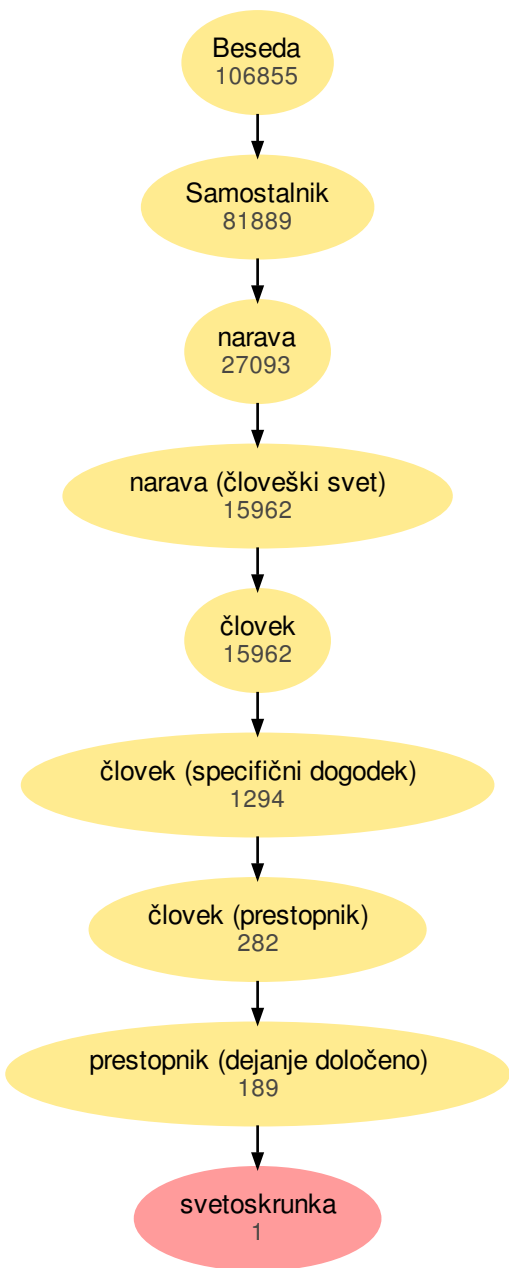 Beseda
106855
Samostalnik
81889
narava
27093
narava (človeški svet)
15962
človek
15962
človek (specifični dogodek)
1294
človek (prestopnik)
282
prestopnik (dejanje določeno)
189
svetoskrunka
1